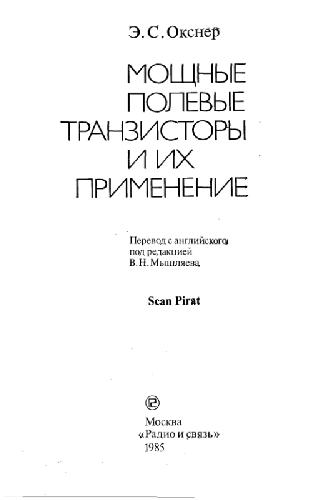 Э. С. Окснер
МОЩНЫЕ
ПОЛЕВЫЕ
ТРАНЗИСТОРЫ
И ИХ
ПРИМЕНЕНИЕ
Перевод с английского
под редакцией
В. Н. Мышляева
Scan Pirat
Москва
«Радио и связь»
1985